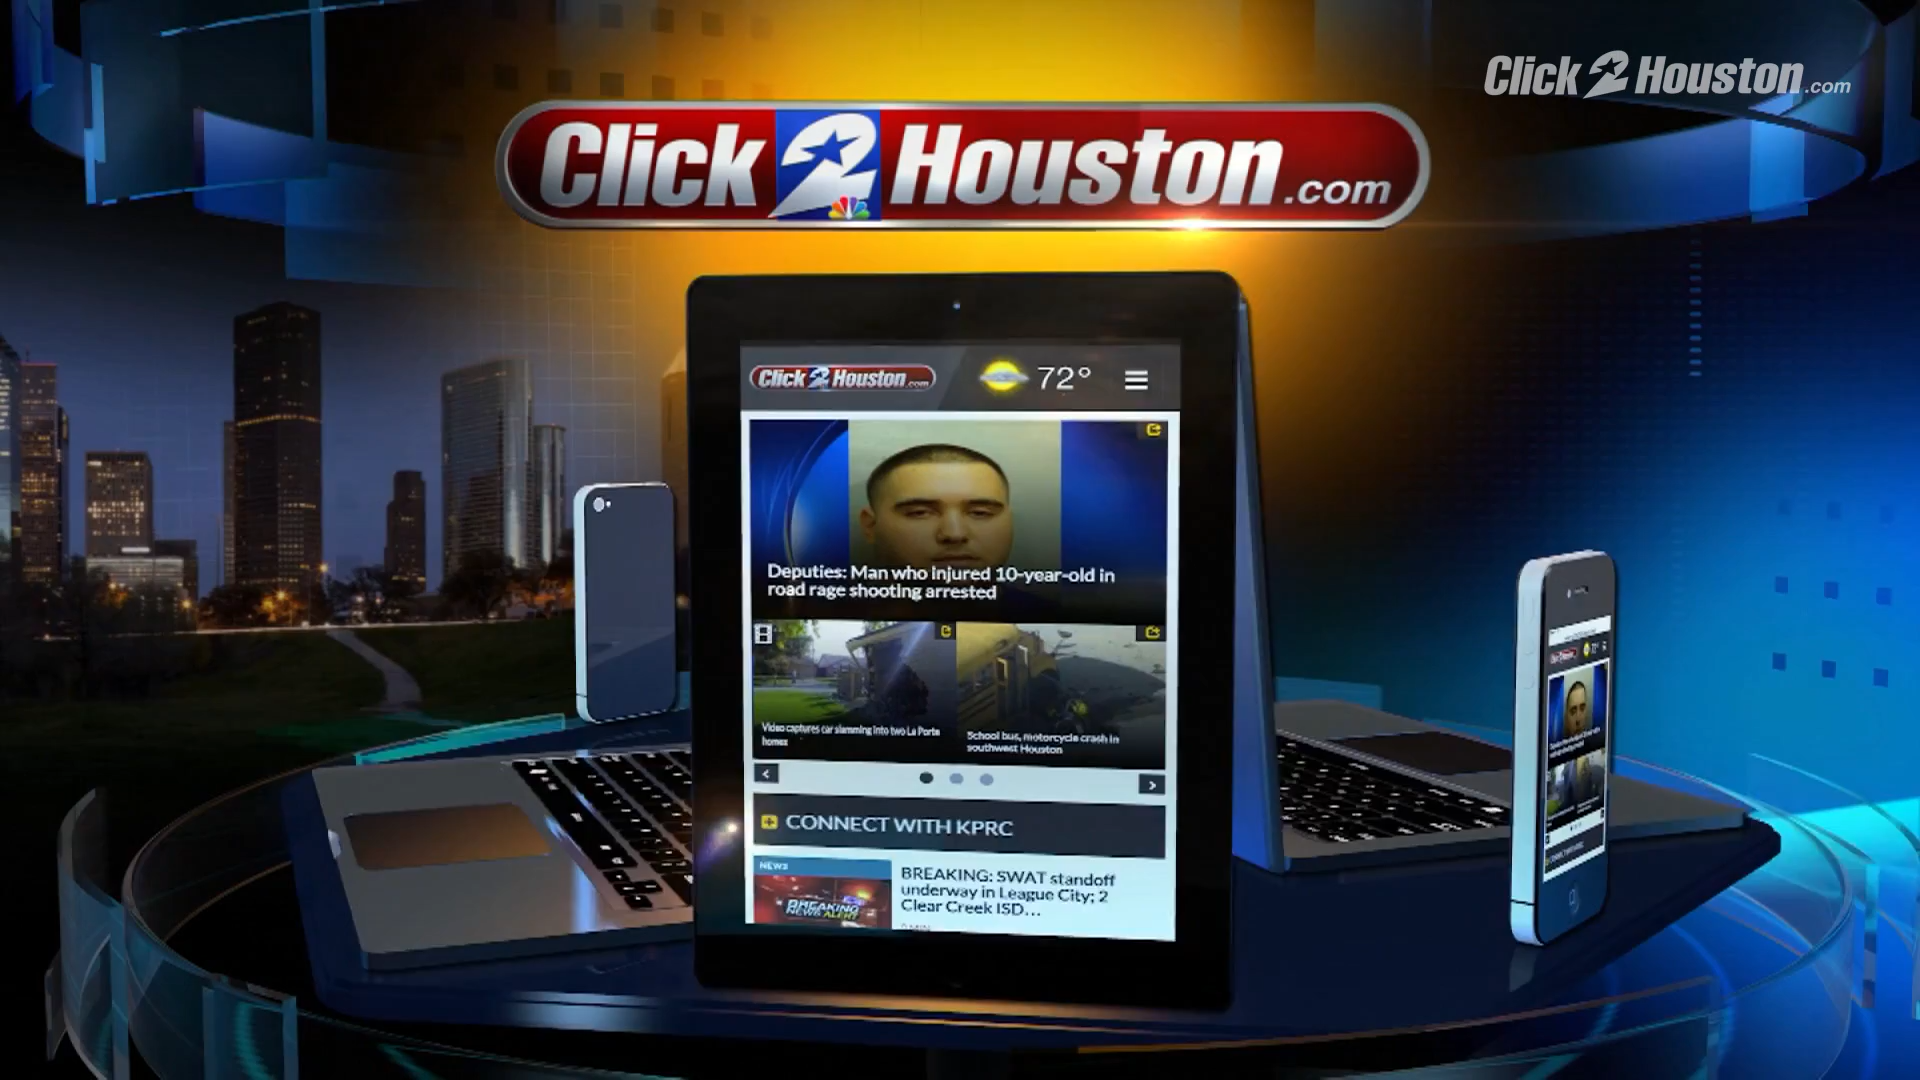 Click2Houston.com
Click2Houston.com
Click2Houston.com
72°
Deputies: Man who injured 10-year-old in
road rage shooting arrested
Video captures car slamming into two La Porte
homes
School bus, motorcycle crash in
southwest Houston
CONNECT WITH KPRC
NEWS
BREAKING
NEWS ALERT
BREAKING: SWAT standoff
underway in League City; 2
Clear Creek ISD...